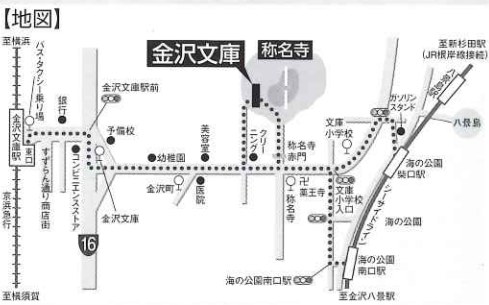 【地図】
至横浜
バス・タクシー乗り場
金沢文庫駅
東口
京浜急行
至横須賀
銀行
すずらん通り商店街
コンビニエンスストア
金沢文庫駅前
予備校
金沢文庫
16
幼稚園
金沢町
美容室
医院
クリーニング
金沢文庫
称名寺
称名寺赤門
称名寺
卍薬王寺
文庫小学校
文庫小学校入口
ガソリンスタンド
至新杉田駅
(JR根岸線接続)
八景島駅
八景島
海の公園柴口駅
シーサイドライン
海の公園
海の公園南口駅
海の公園南口駅
至金沢八景駅